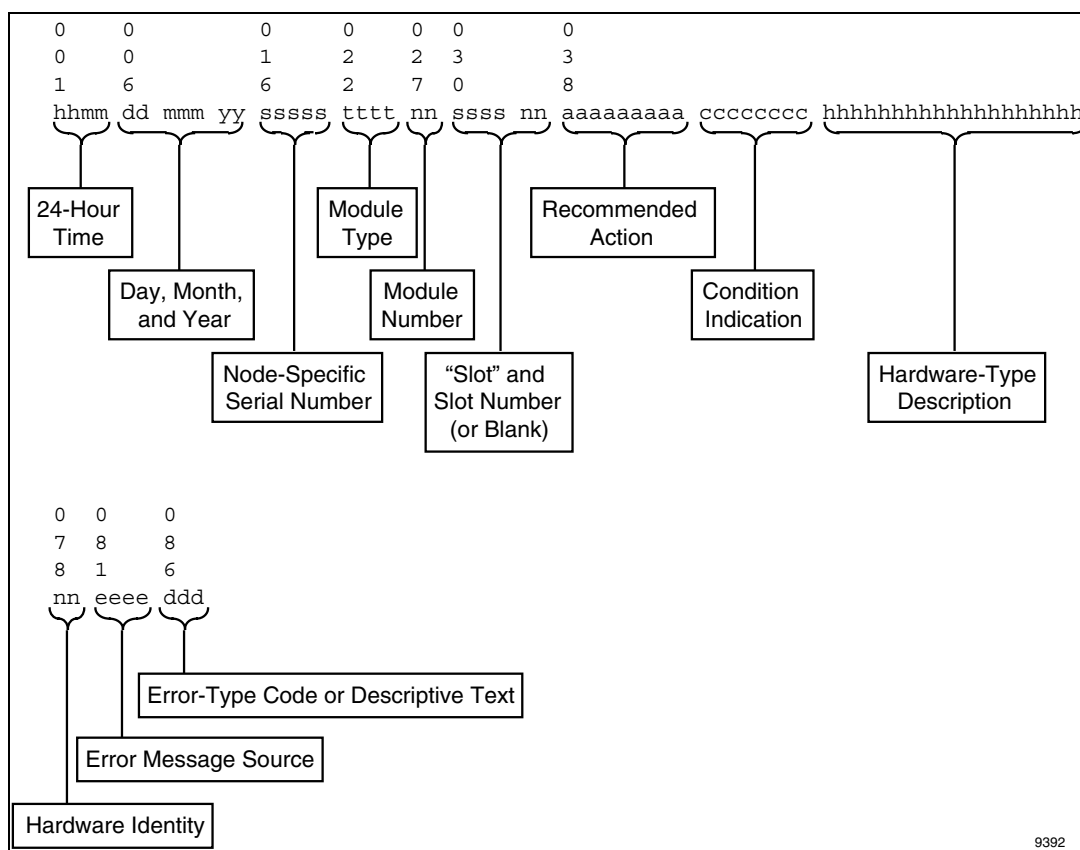 0 0 0 0 0 0 0
0 0 1 2 2 3 3
1 6 6 2 7 0 8
hhmm dd mmm yy sssss tttt nn ssss nn aaaaaaaaa cccccccc hhhhhhhhhhhhhhhhhhh
24-Hour
Time
Module
Type
Recommended
Action
Day, Month,
and Year
Module
Number
Condition
Indication
Node-Specific
Serial Number
“Slot” and
Slot Number
(or Blank)
Hardware-Type
Description
0 0 0
7 8 8
8 1 6
nn eeee ddd
Error-Type Code or Descriptive Text
Error Message Source
Hardware Identity
9392